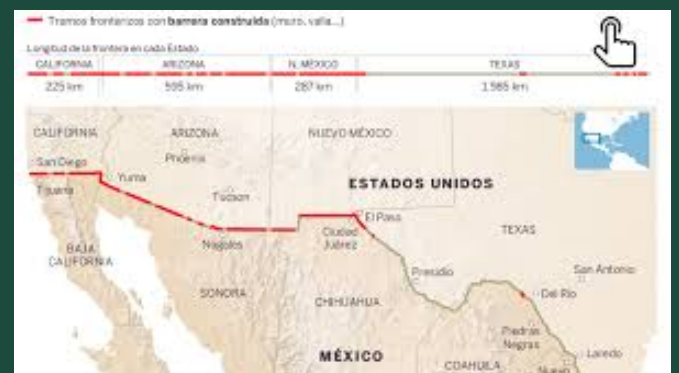 Tramos fronterizos con barrera construida (muro, valla...)
Longitud de la frontera en cada Estado
CALIFORNIA ARIZONA N. MÉXICO TEXAS
225 km 595 km 287 km 1.985 km
CALIFORNIA ARIZONA NUEVO MÉXICO
San Diego Phoenix
Tijuana Yuma ESTADOS UNIDOS
Tucson
El Paso
BAJA CALIFORNIA Nogales Ciudad Juárez TEXAS
Presidio San Antonio
SONORA CHIHUAHUA Del Río
Piedras Negras
MÉXICO Laredo
COAHUILA Nuevo